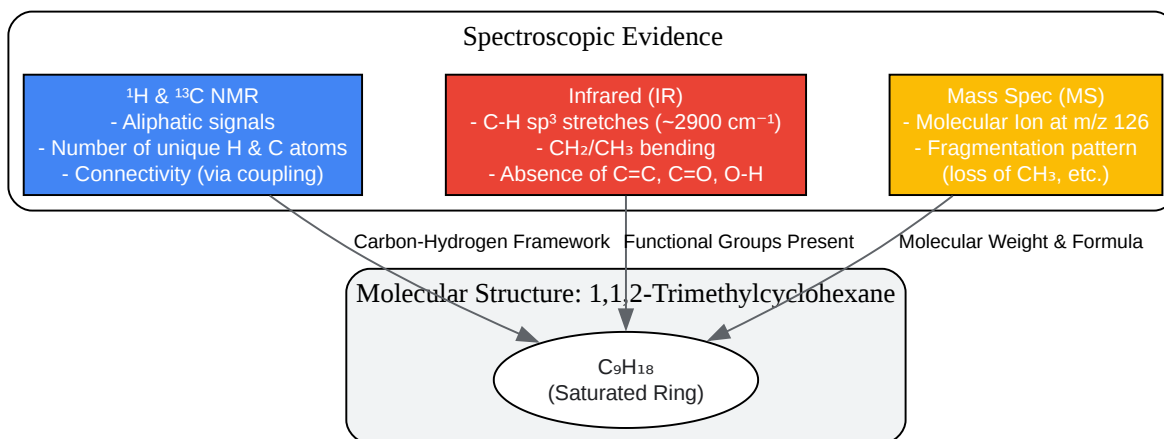 Spectroscopic Evidence
¹H & ¹³C NMR
- Aliphatic signals
- Number of unique H & C atoms
- Connectivity (via coupling)
Infrared (IR)
- C-H sp³ stretches (~2900 cm⁻¹)
- CH₂/CH₃ bending
- Absence of C=C, C=O, O-H
Mass Spec (MS)
- Molecular Ion at m/z 126
- Fragmentation pattern
(loss of CH₃, etc.)
Carbon-Hydrogen Framework
Functional Groups Present
Molecular Weight & Formula
Molecular Structure: 1,1,2-Trimethylcyclohexane
C₉H₁₈
(Saturated Ring)